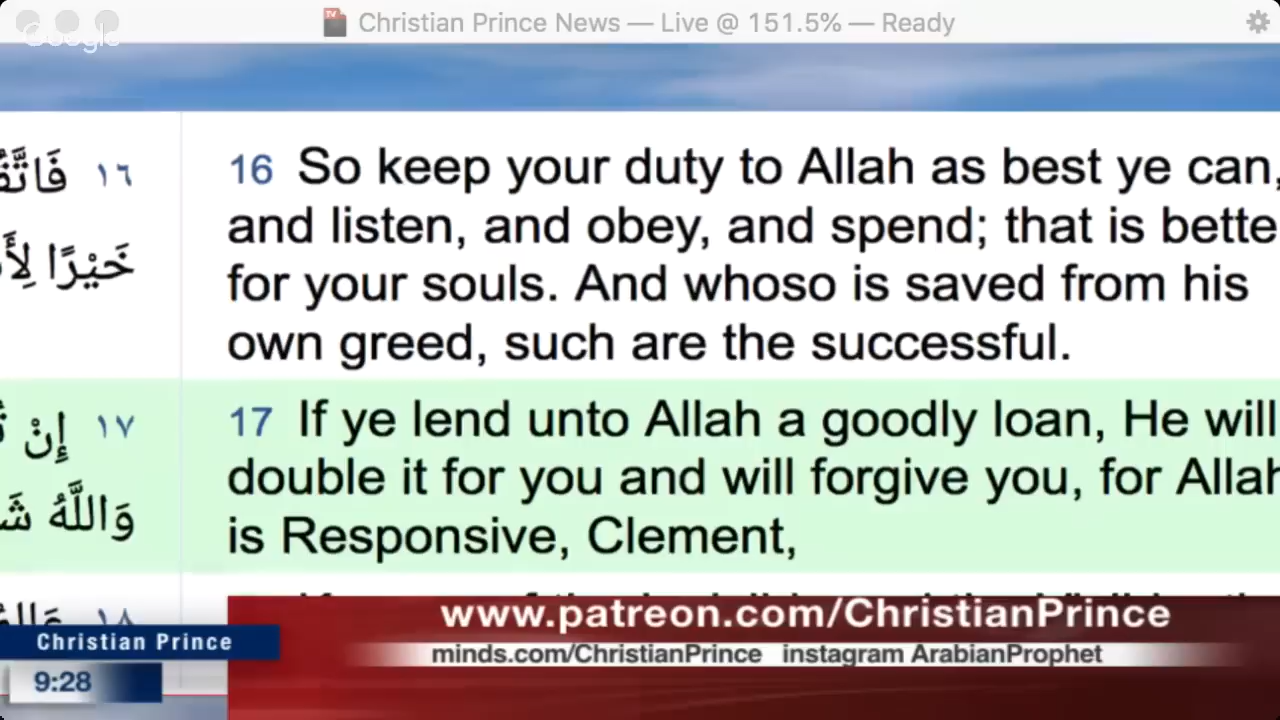 Christian Prince News — Live @ 151.5% — Ready
Google
16 So keep your duty to Allah as best ye can,
and listen, and obey, and spend; that is bette
for your souls. And whoso is saved from his
own greed, such are the successful.
١٦
خَيْرًا
17 If ye lend unto Allah a goodly loan, He will
double it for you and will forgive you, for Allah
is Responsive, Clement,
١٧ إِنْ
وَاللَّهُ
١٨
www.patreon.com/ChristianPrince
minds.com/ChristianPrince instagram ArabianProphet
Christian Prince
9:28